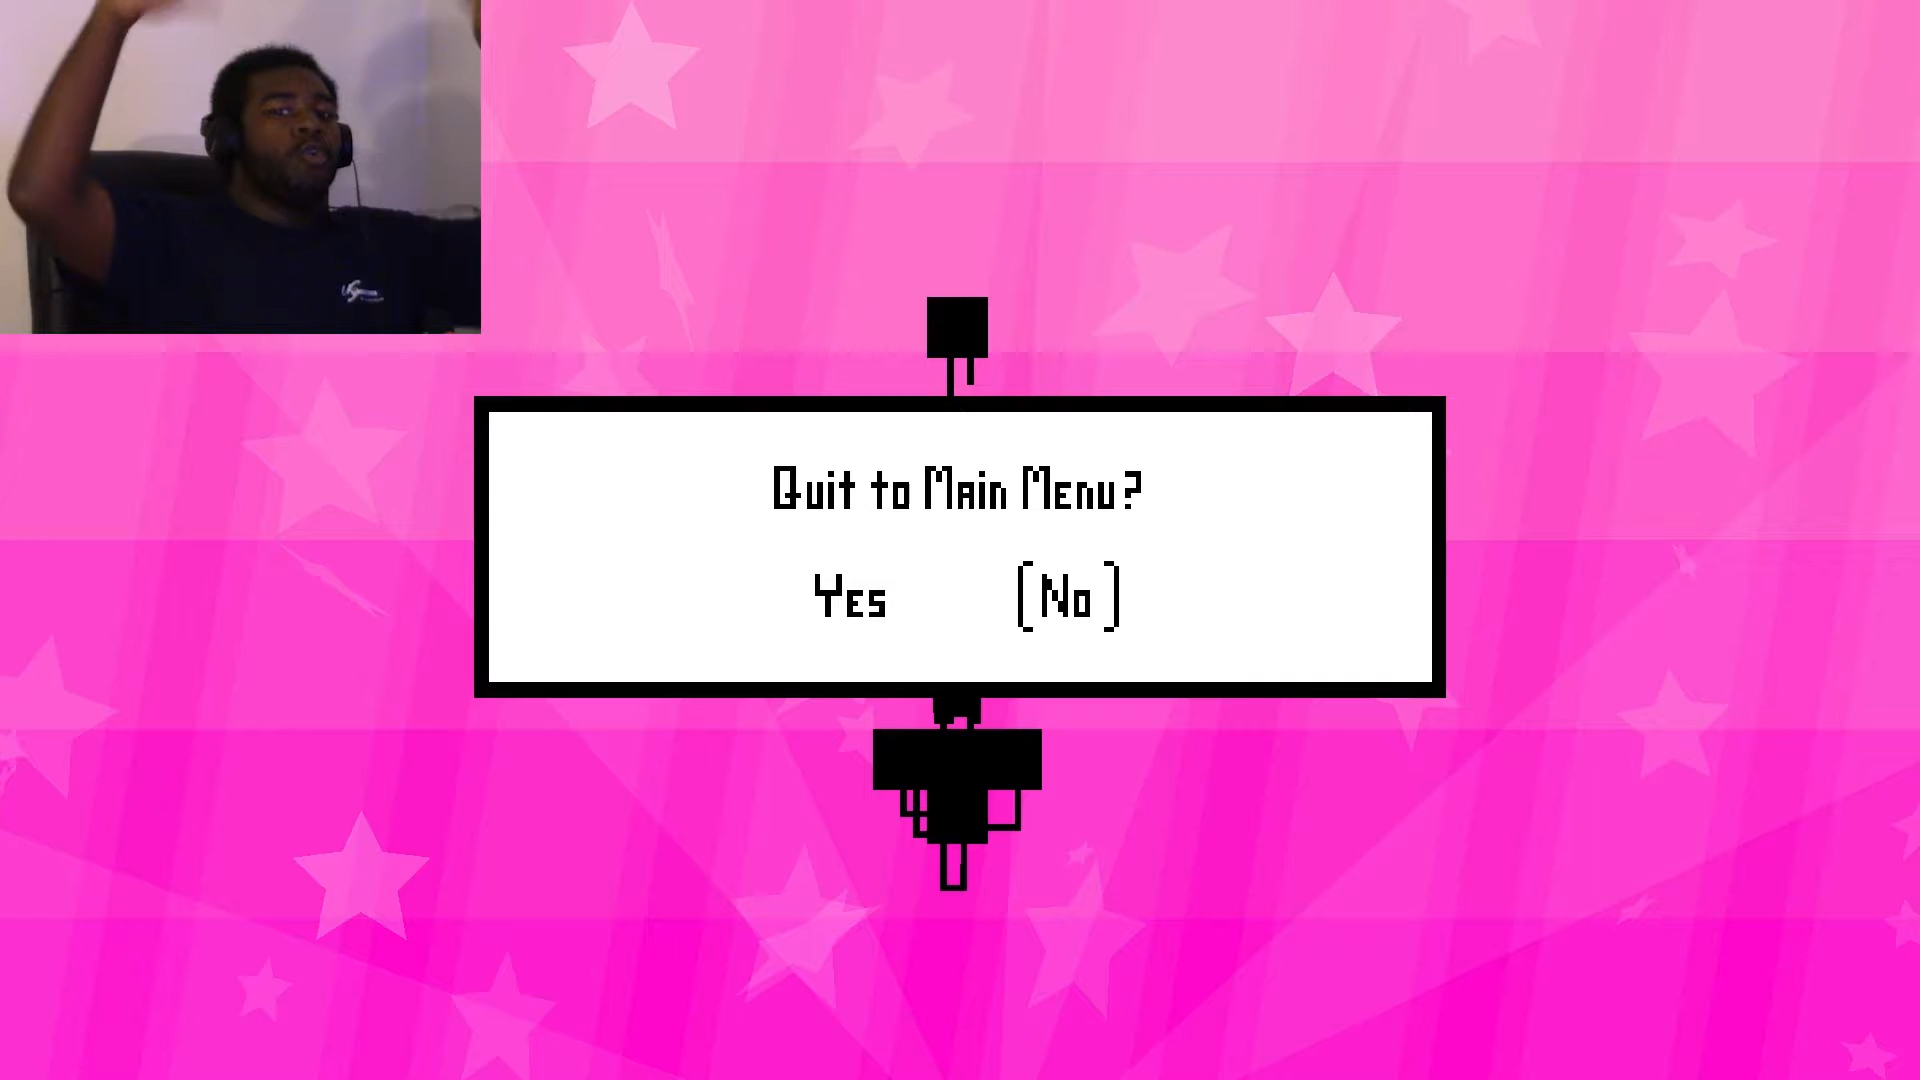 Quit to Main Menu?
Yes [No]